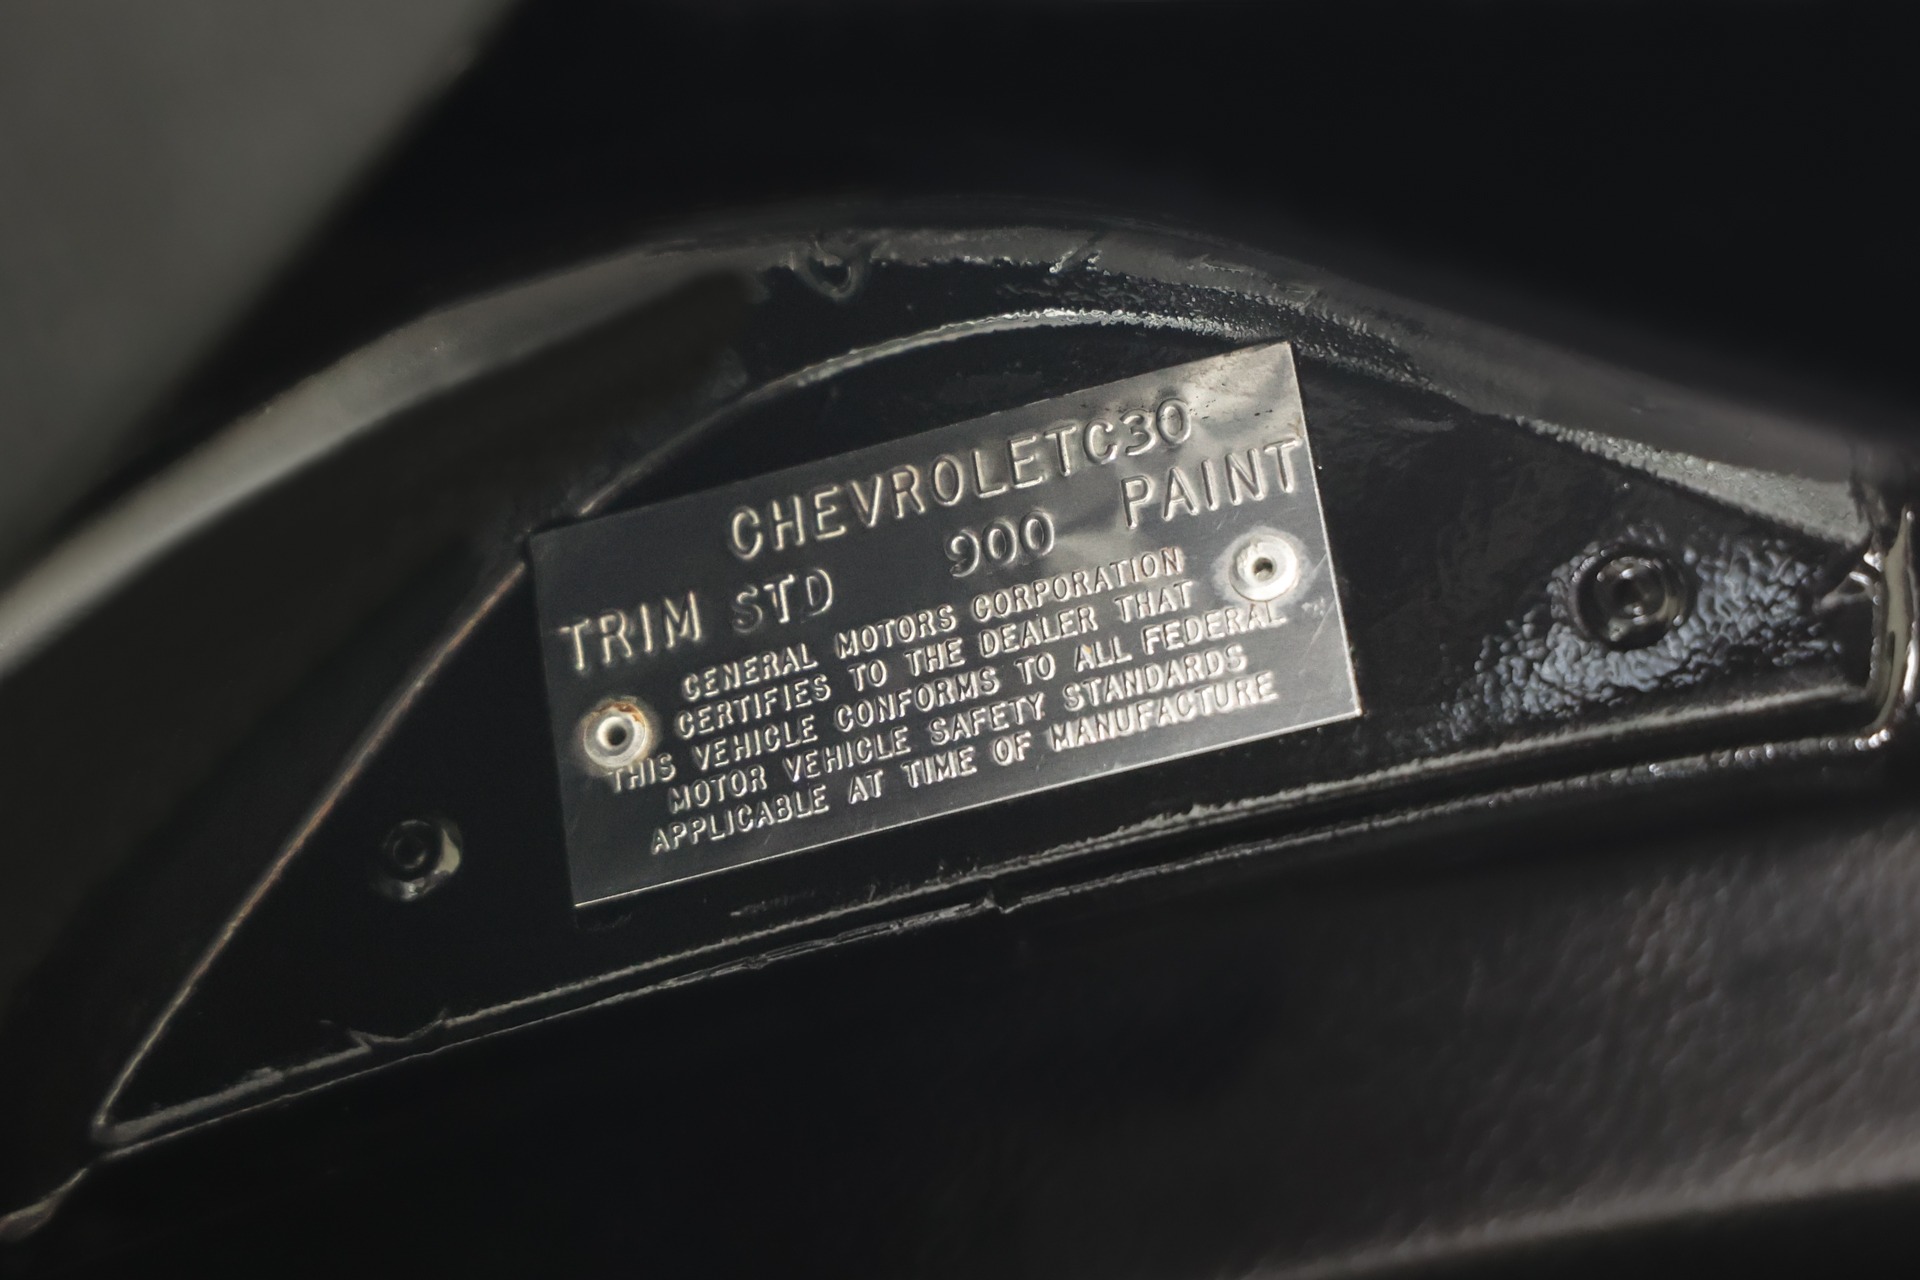 CHEVROLETC30
TRIM STD 900 PAINT
GENERAL MOTORS CORPORATION
CERTIFIES TO THE DEALER THAT
THIS VEHICLE CONFORMS TO ALL FEDERAL
MOTOR VEHICLE SAFETY STANDARDS
APPLICABLE AT TIME OF MANUFACTURE